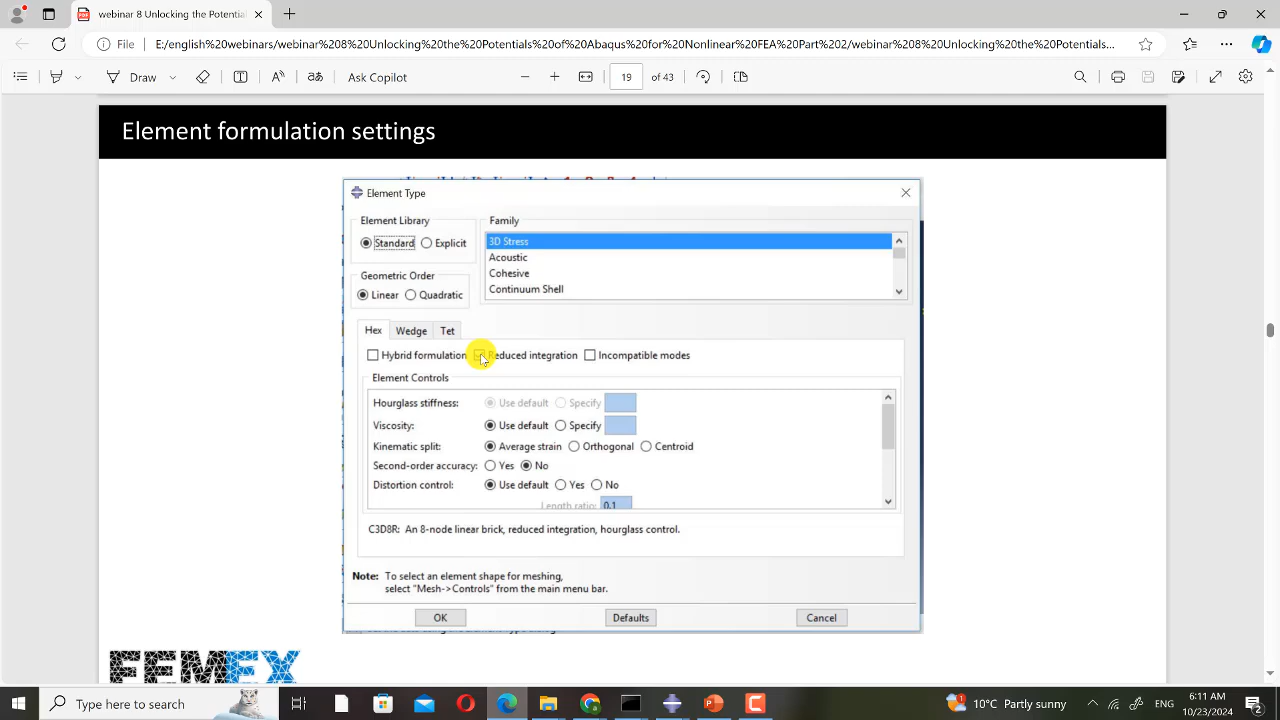 webinar 8 Unlocking the Potentials
File
E:/english%20webinars/webinar%208%20Unlocking%20the%20Potentials%20o%20Abaqus%20for%20Nonlinear%20FEA%20Part%202/webinar%208%20Unlocking%20the%20Potentials...
Draw
Ask Copilot
19 of 43
Element formulation settings
Element Type
Element Library
Standard Explicit
Family
3D Stress
Acoustic
Cohesive
Continuum Shell
Geometric Order
Linear Quadratic
Hex Wedge Tet
Hybrid formulation Reduced integration Incompatible modes
Element Controls
Hourglass stiffness: Use default Specify
Viscosity: Use default Specify
Kinematic split: Average strain Orthogonal Centroid
Second-order accuracy: Yes No
Distortion control: Use default Yes No
Length ratio: 0.1
C3D8R: An 8-node linear brick, reduced integration, hourglass control.
Note: To select an element shape for meshing,
select "Mesh->Controls" from the main menu bar.
OK Defaults Cancel
FEMEX
Type here to search
10°C Partly sunny
ENG
6:11 AM
10/23/2024
2